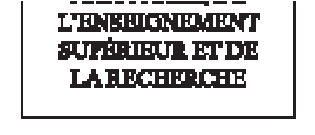 L'ENSEIGNEMENT
SUPÉRIEUR ET DE
LA RECHERCHE